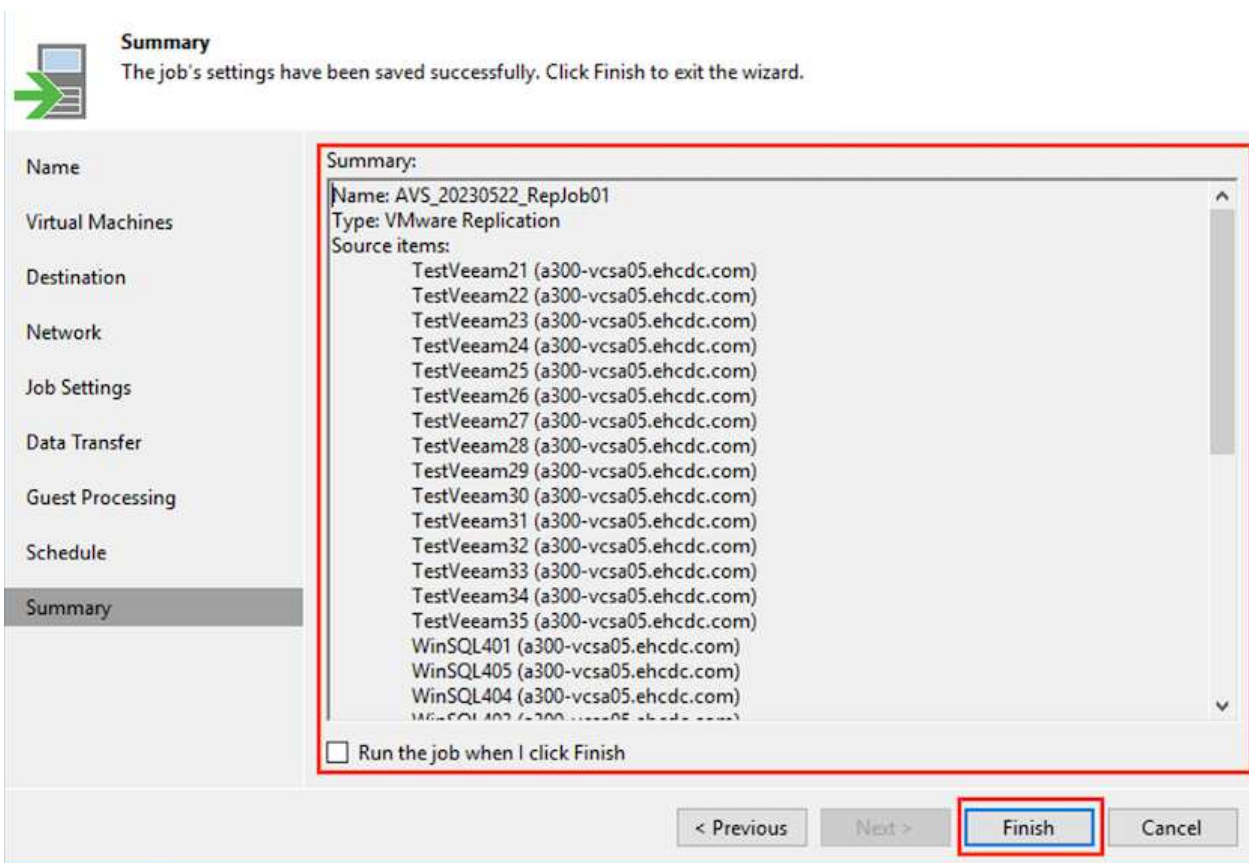 Summary
The job's settings have been saved successfully. Click Finish to exit the wizard.
Name
Virtual Machines
Destination
Network
Job Settings
Data Transfer
Guest Processing
Schedule
Summary
Summary:
Name: AVS_20230522_RepJob01
Type: VMware Replication
Source items:
TestVeeam21 (a300-vcsa05.ehcdc.com)
TestVeeam22 (a300-vcsa05.ehcdc.com)
TestVeeam23 (a300-vcsa05.ehcdc.com)
TestVeeam24 (a300-vcsa05.ehcdc.com)
TestVeeam25 (a300-vcsa05.ehcdc.com)
TestVeeam26 (a300-vcsa05.ehcdc.com)
TestVeeam27 (a300-vcsa05.ehcdc.com)
TestVeeam28 (a300-vcsa05.ehcdc.com)
TestVeeam29 (a300-vcsa05.ehcdc.com)
TestVeeam30 (a300-vcsa05.ehcdc.com)
TestVeeam31 (a300-vcsa05.ehcdc.com)
TestVeeam32 (a300-vcsa05.ehcdc.com)
TestVeeam33 (a300-vcsa05.ehcdc.com)
TestVeeam34 (a300-vcsa05.ehcdc.com)
TestVeeam35 (a300-vcsa05.ehcdc.com)
WinSQL401 (a300-vcsa05.ehcdc.com)
WinSQL405 (a300-vcsa05.ehcdc.com)
WinSQL404 (a300-vcsa05.ehcdc.com)
Run the job when I click Finish
< Previous
Next >
Finish
Cancel